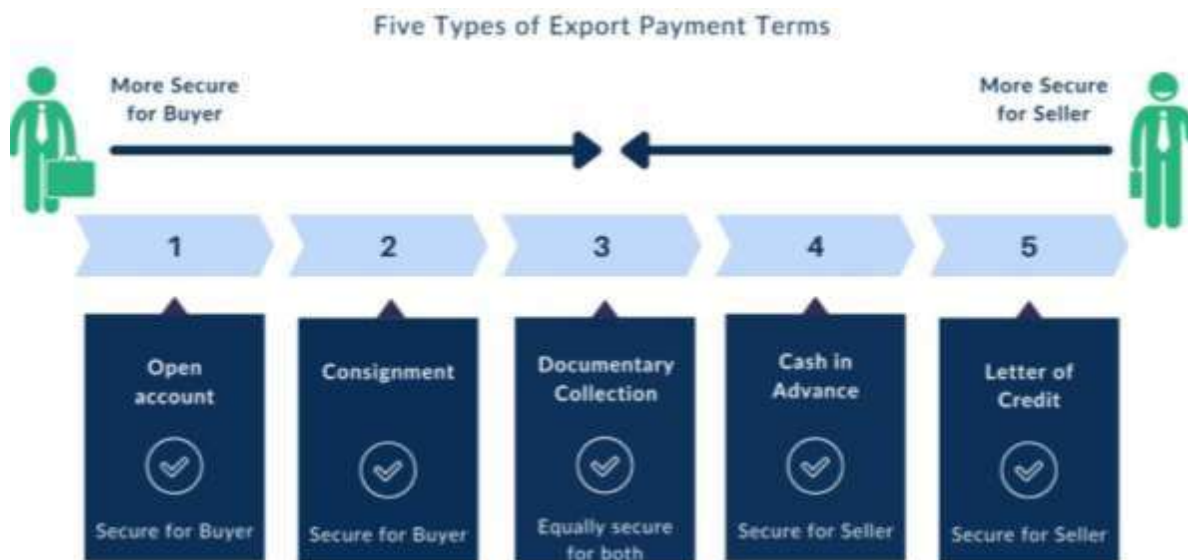 Five Types of Export Payment Terms
More Secure
for Buyer
More Secure
for Seller
1
2
3
4
5
Open
account
Secure for Buyer
Consignment
Secure for Buyer
Documentary
Collection
Equally secure
for both
Cash in
Advance
Secure for Seller
Letter of
Credit
Secure for Seller